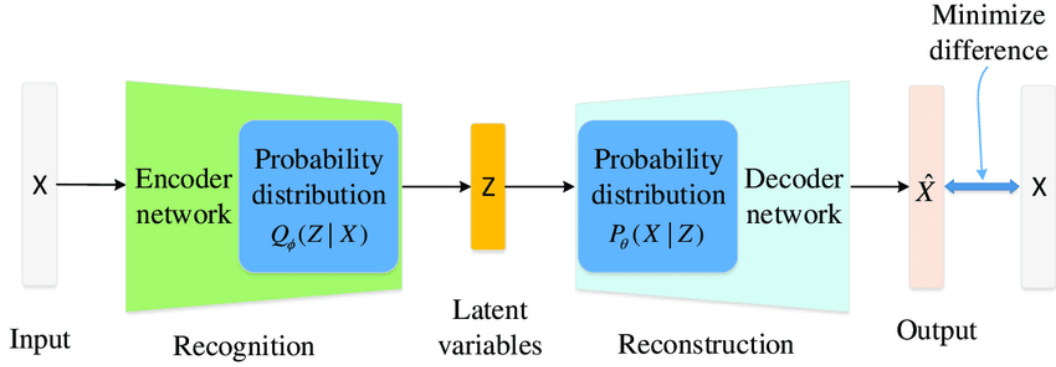 Minimize
difference
X
Encoder
network
Probability
distribution
Q_ϕ(Z|X)
Z
Probability
distribution
P_θ(X|Z)
Decoder
network
X̂
X
Input
Recognition
Latent
variables
Reconstruction
Output